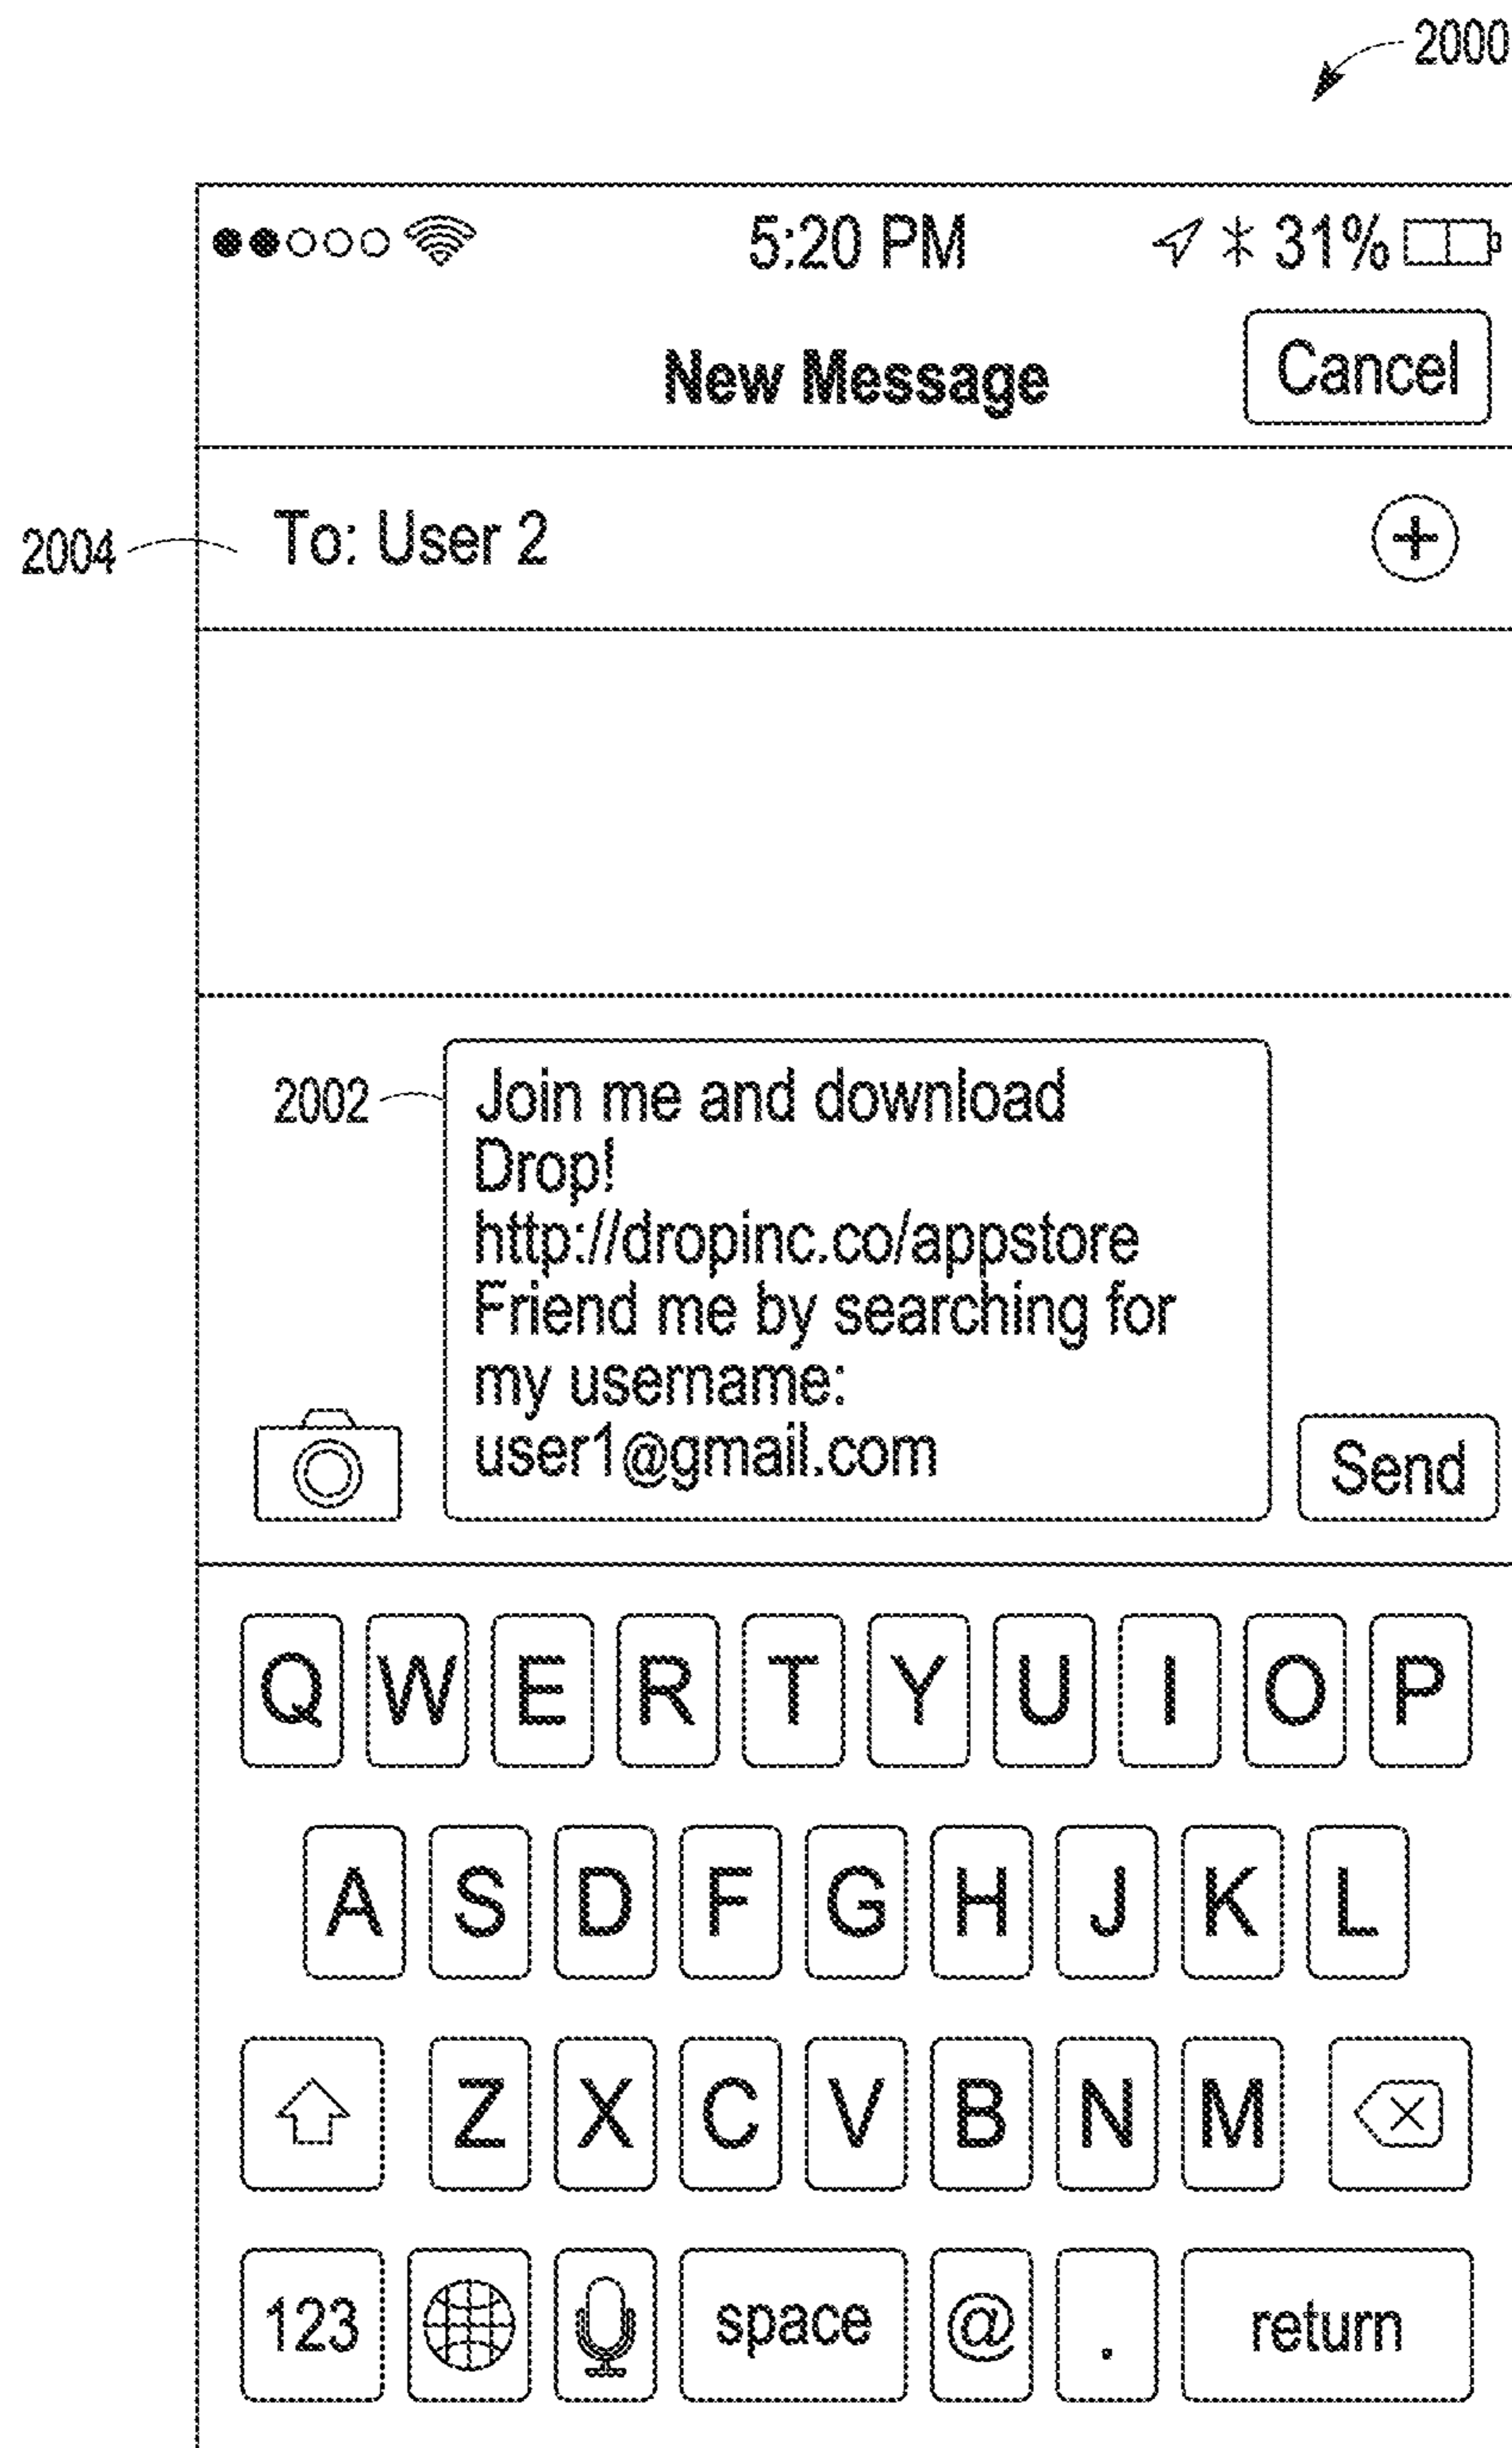 2000
5:20 PM 31%
New Message Cancel
2004 To: User 2
2002 Join me and download
Drop!
http://dropinc.co/appstore
Friend me by searching for
my username:
user1@gmail.com
Send
Q W E R T Y U I O P
A S D F G H J K L
Z X C V B N M
123 space @ . return